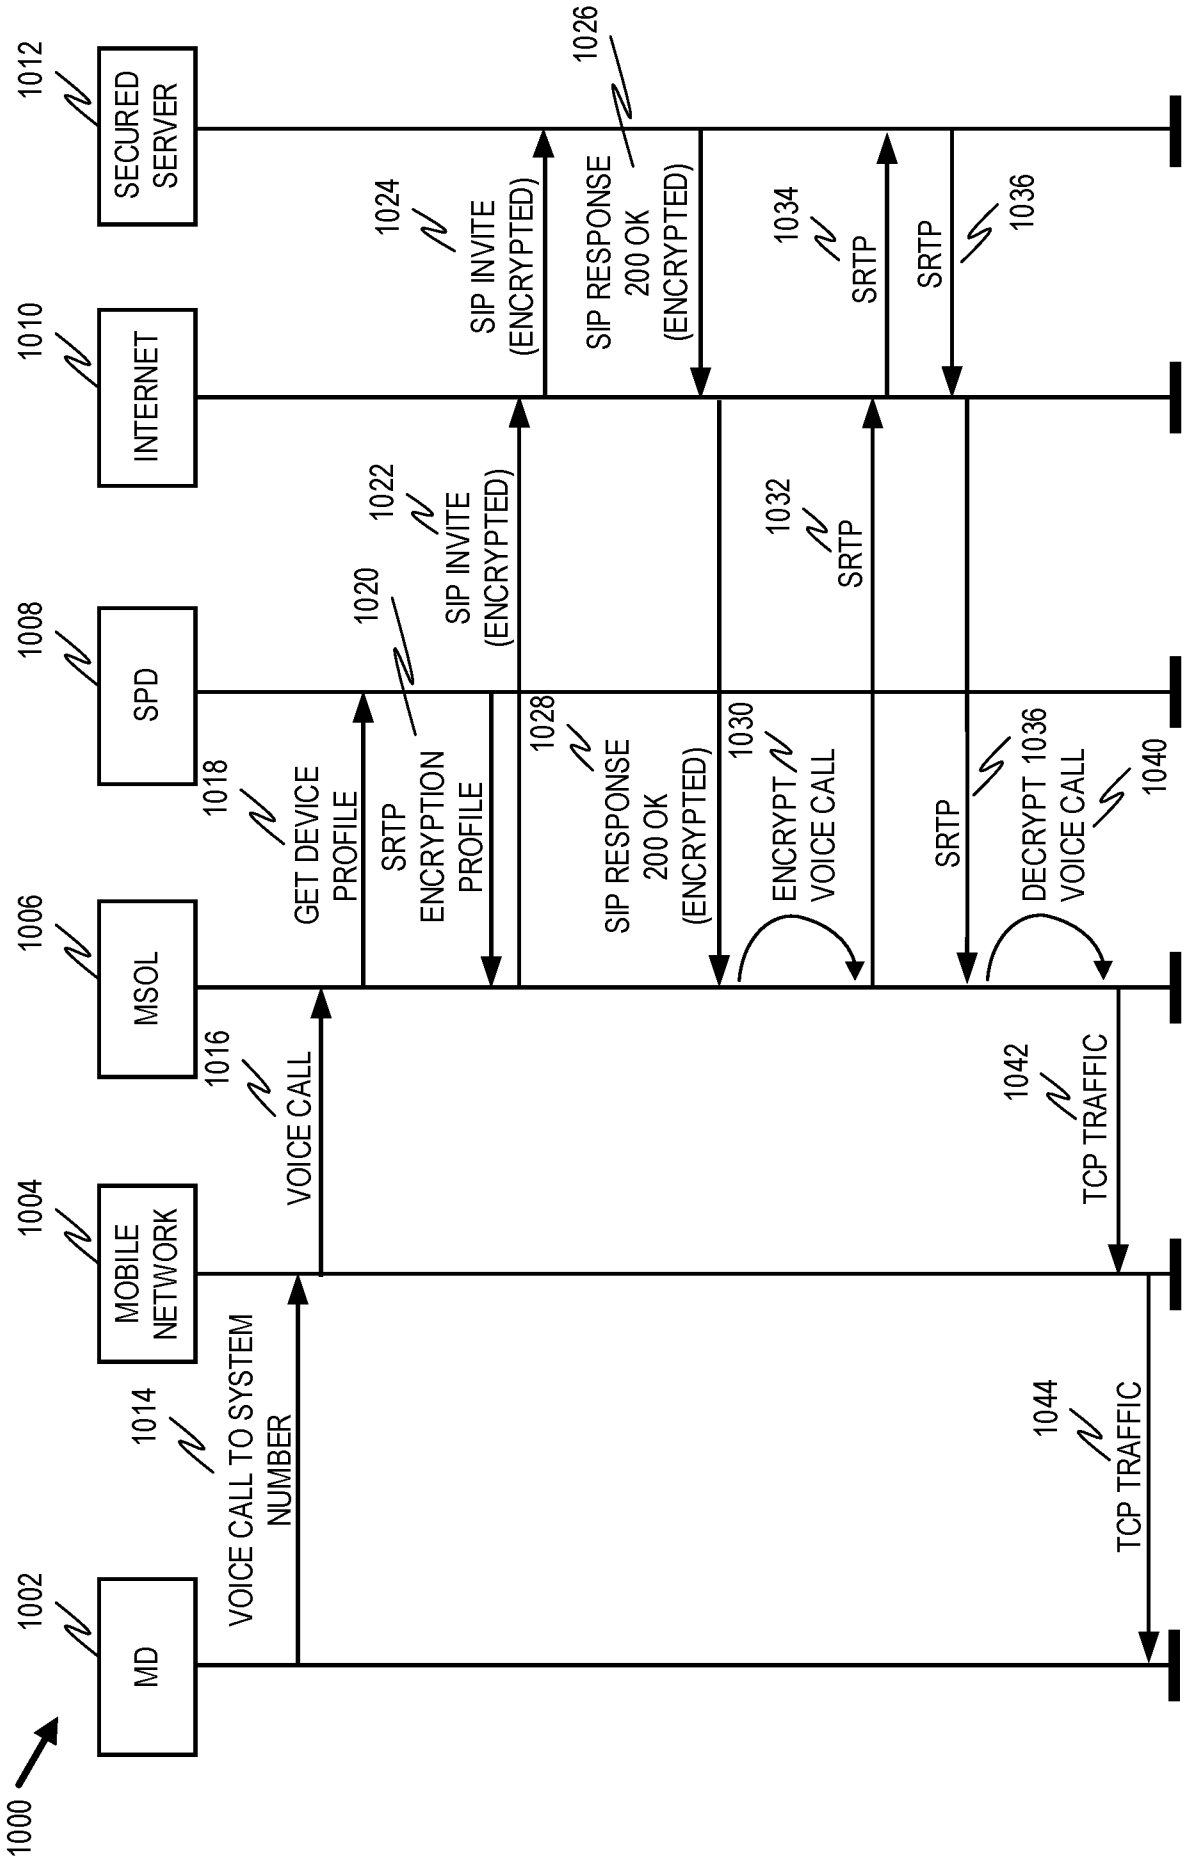 1000
1002
MD
1004
MOBILE
NETWORK
1006
MSOL
1008
SPD
1010
INTERNET
1012
SECURED
SERVER
1014
VOICE CALL TO SYSTEM
NUMBER
1016
VOICE CALL
1018
GET DEVICE
PROFILE
1020
SRTP
ENCRYPTION
PROFILE
1022
SIP INVITE
(ENCRYPTED)
1024
SIP INVITE
(ENCRYPTED)
1026
SIP RESPONSE
200 OK
(ENCRYPTED)
1028
SIP RESPONSE
200 OK
(ENCRYPTED)
1030
ENCRYPT
VOICE CALL
1032
SRTP
1034
SRTP
SRTP
1036
SRTP
1036
DECRYPT
VOICE CALL
1040
1042
TCP TRAFFIC
1044
TCP TRAFFIC